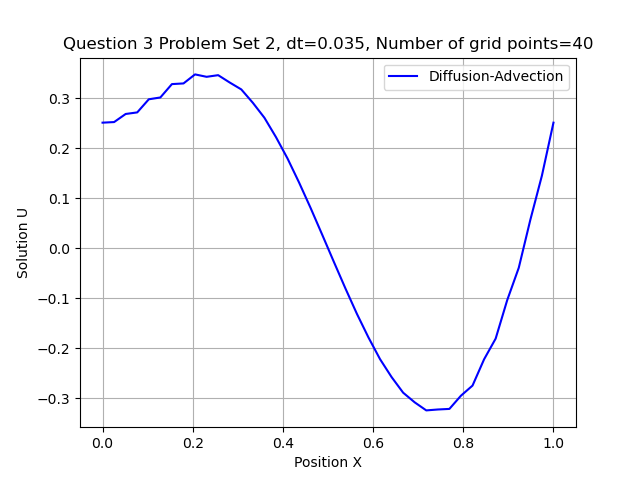 Question 3 Problem Set 2, dt=0.035, Number of grid points=40
Diffusion-Advection
Solution U
0.3
0.2
0.1
0.0
−0.1
−0.2
−0.3
0.0 0.2 0.4 0.6 0.8 1.0
Position X